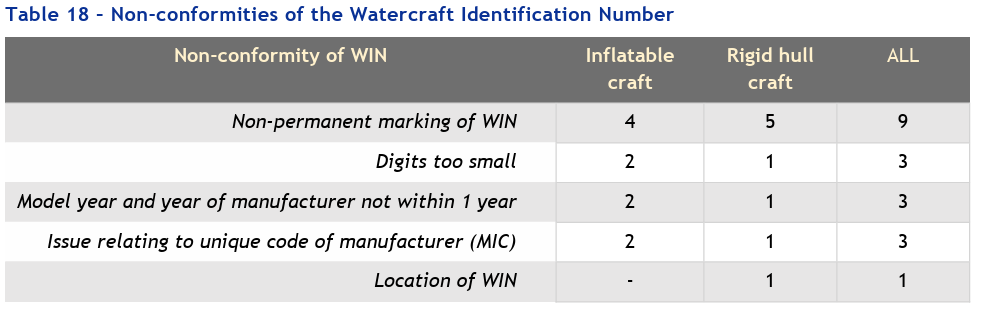 Table 18 – Non-conformities of the Watercraft Identification Number
Non-conformity of WIN Inflatable craft Rigid hull craft ALL
Non-permanent marking of WIN 4 5 9
Digits too small 2 1 3
Model year and year of manufacturer not within 1 year 2 1 3
Issue relating to unique code of manufacturer (MIC) 2 1 3
Location of WIN - 1 1